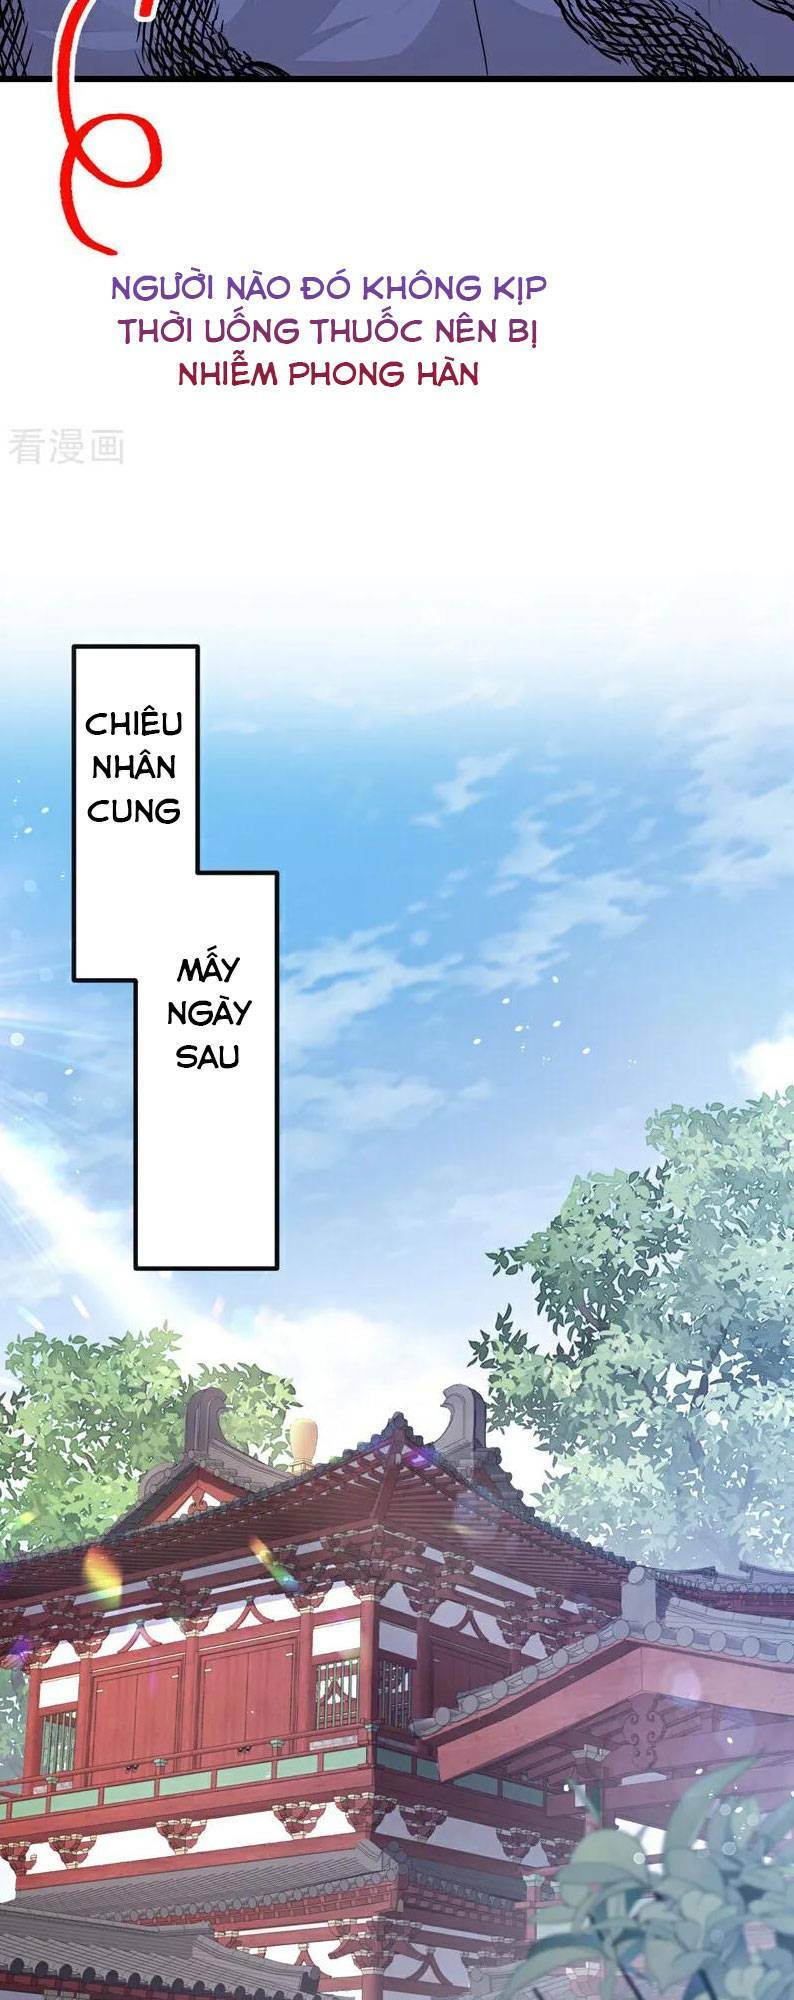 NGƯỜI NÀO ĐÓ KHÔNG KỊP
THỜI UỐNG THUỐC NÊN BỊ
NHIỄM PHONG HÀN
看漫画
CHIÊU
NHÂN
CUNG
MẤY
NGÀY
SAU